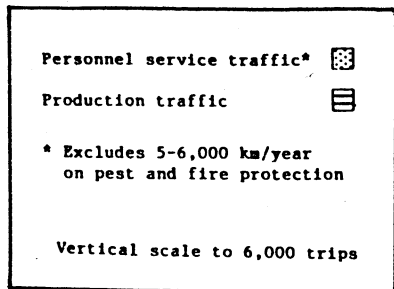 Personnel service traffic*
Production traffic
* Excludes 5-6,000 km/year
on pest and fire protection
Vertical scale to 6,000 trips